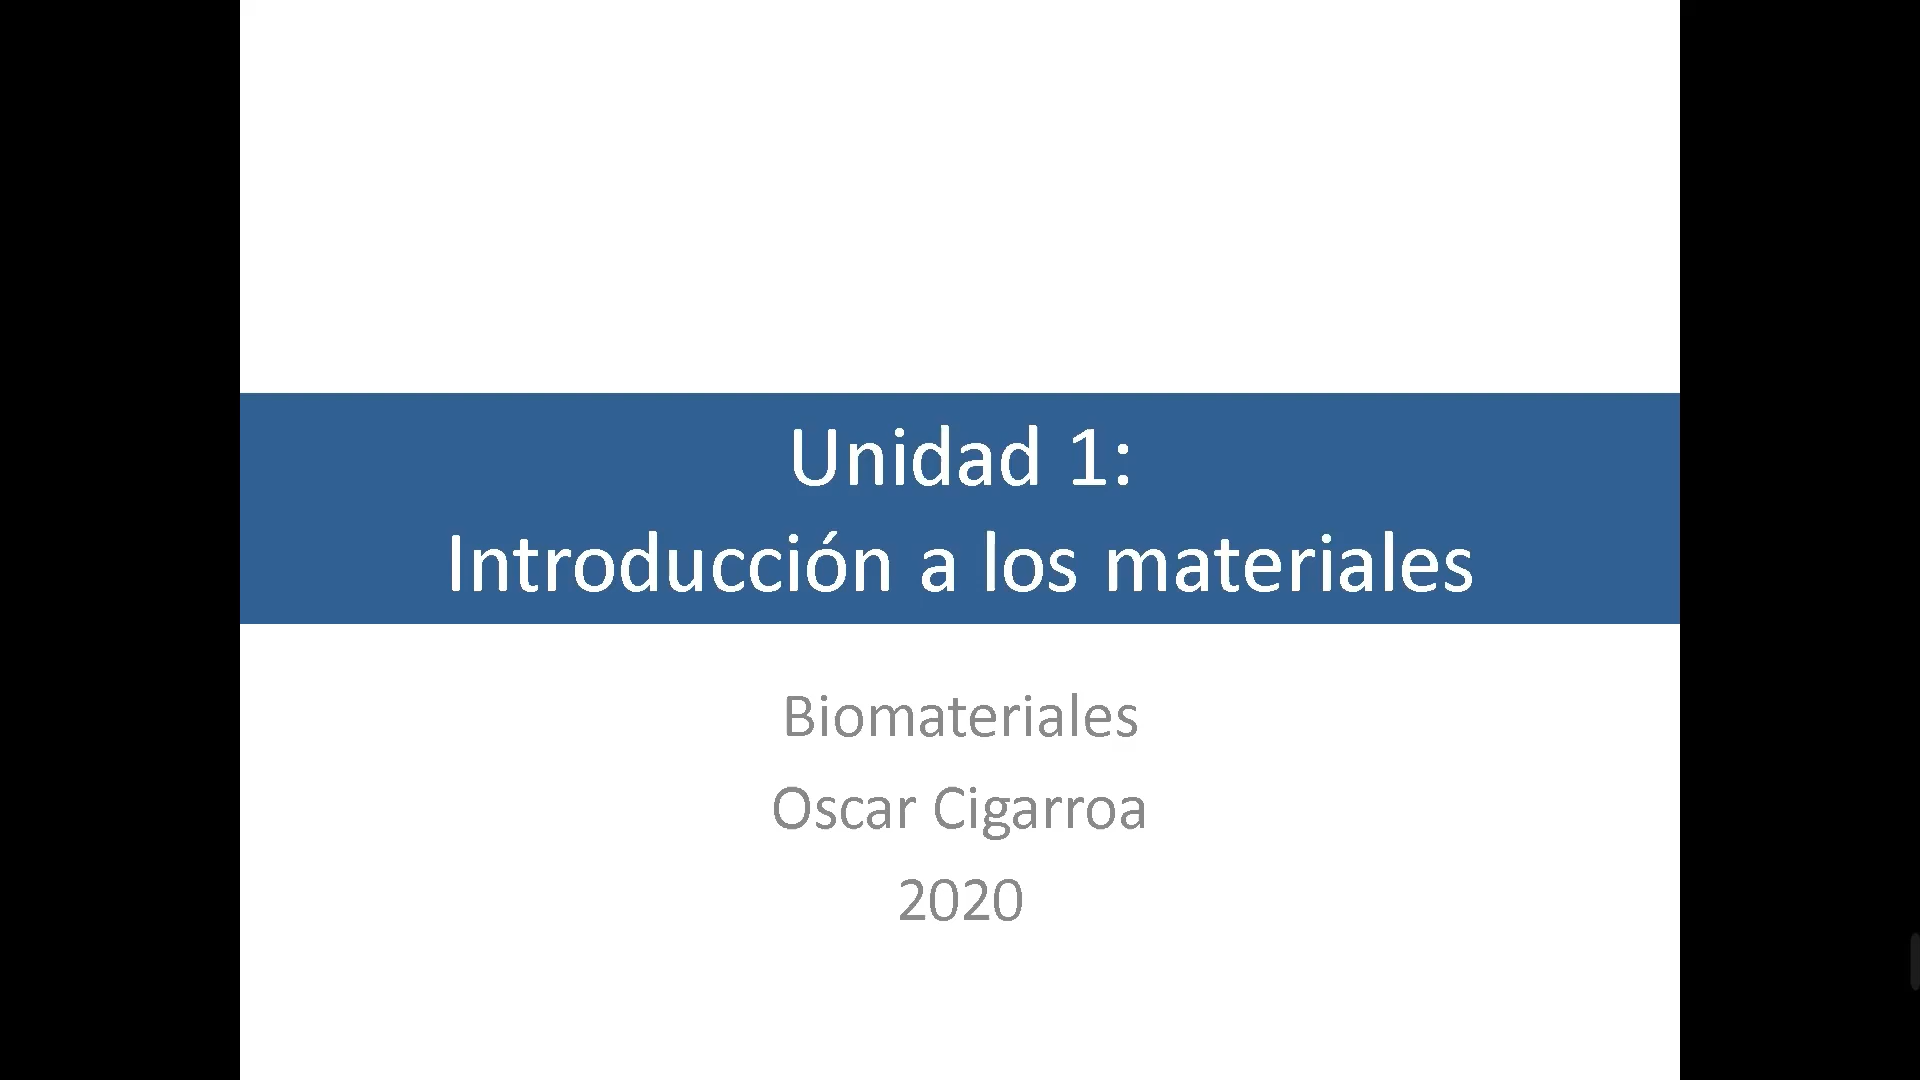 Unidad 1:
Introducción a los materiales
Biomateriales
Oscar Cigarroa
2020